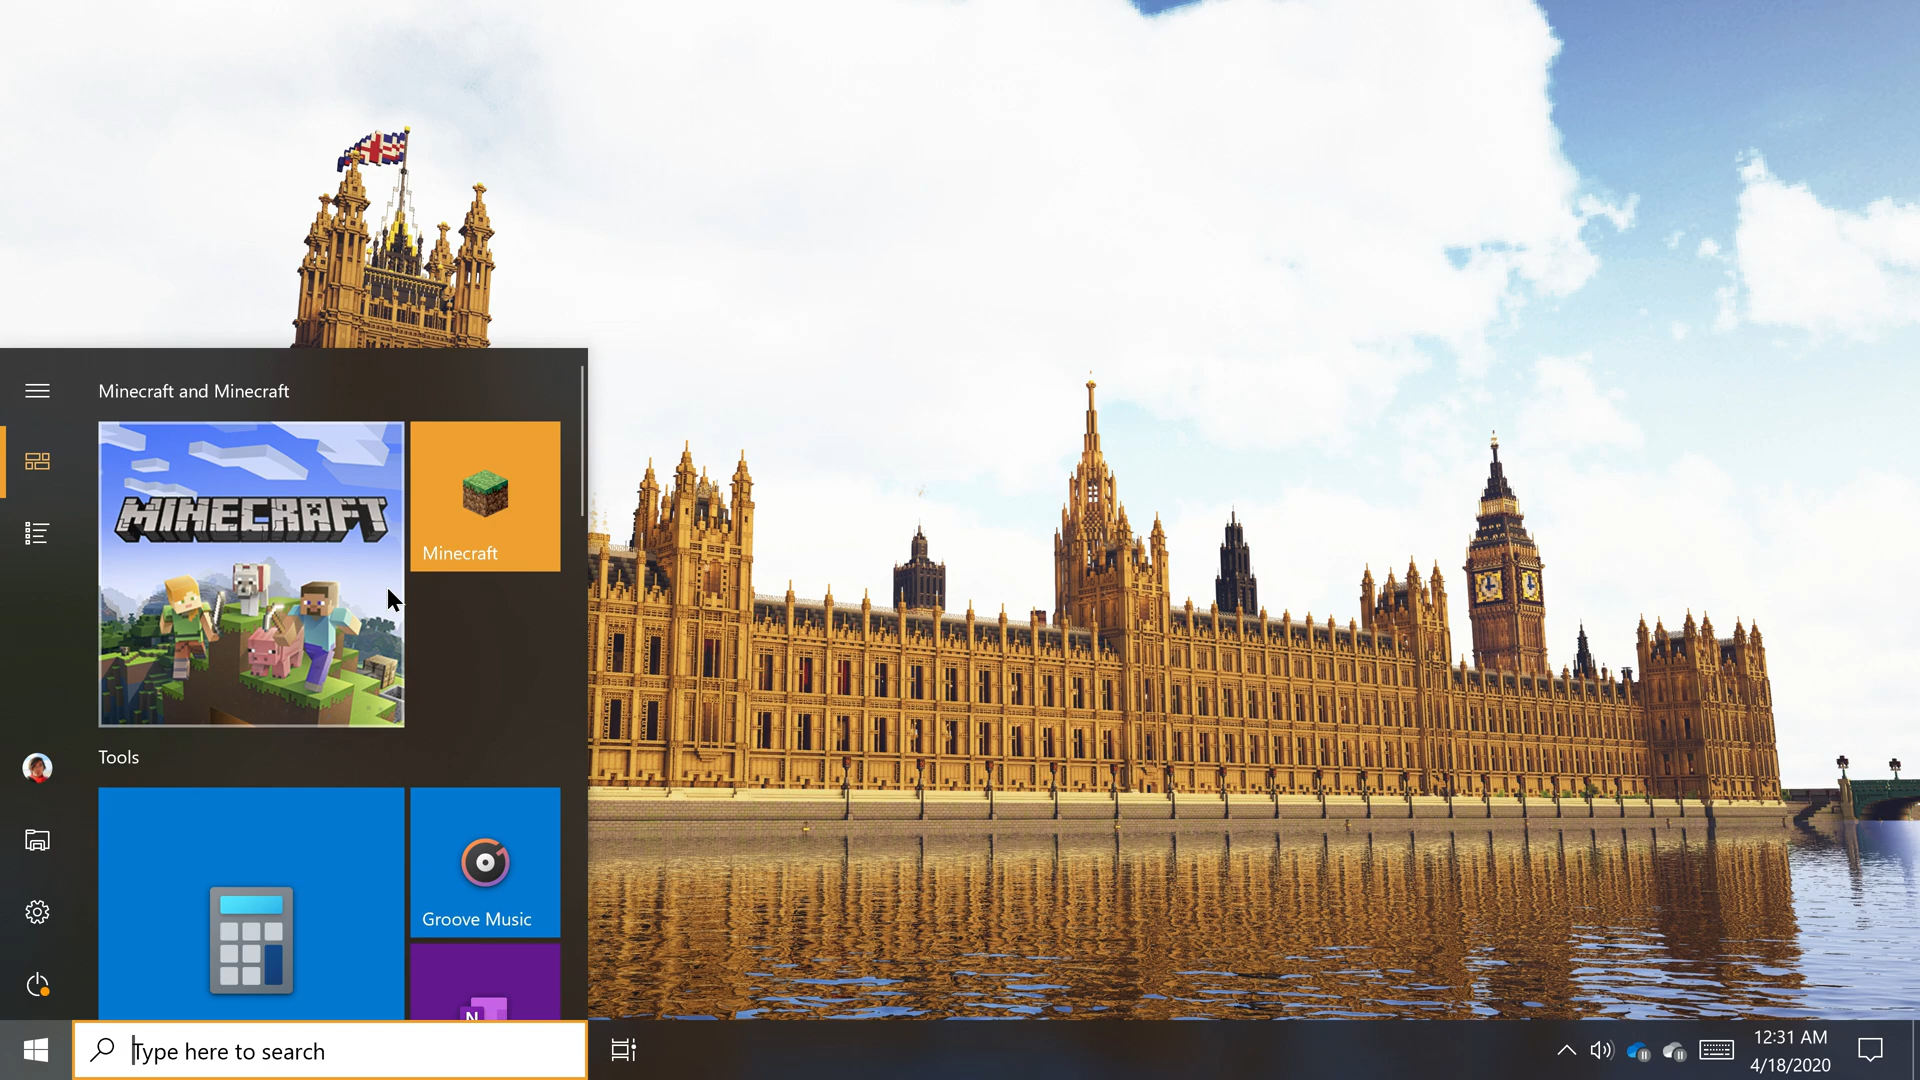 Minecraft and Minecraft
MINECRAFT
Minecraft
Tools
Groove Music
N
Type here to search
12:31 AM
4/18/2020